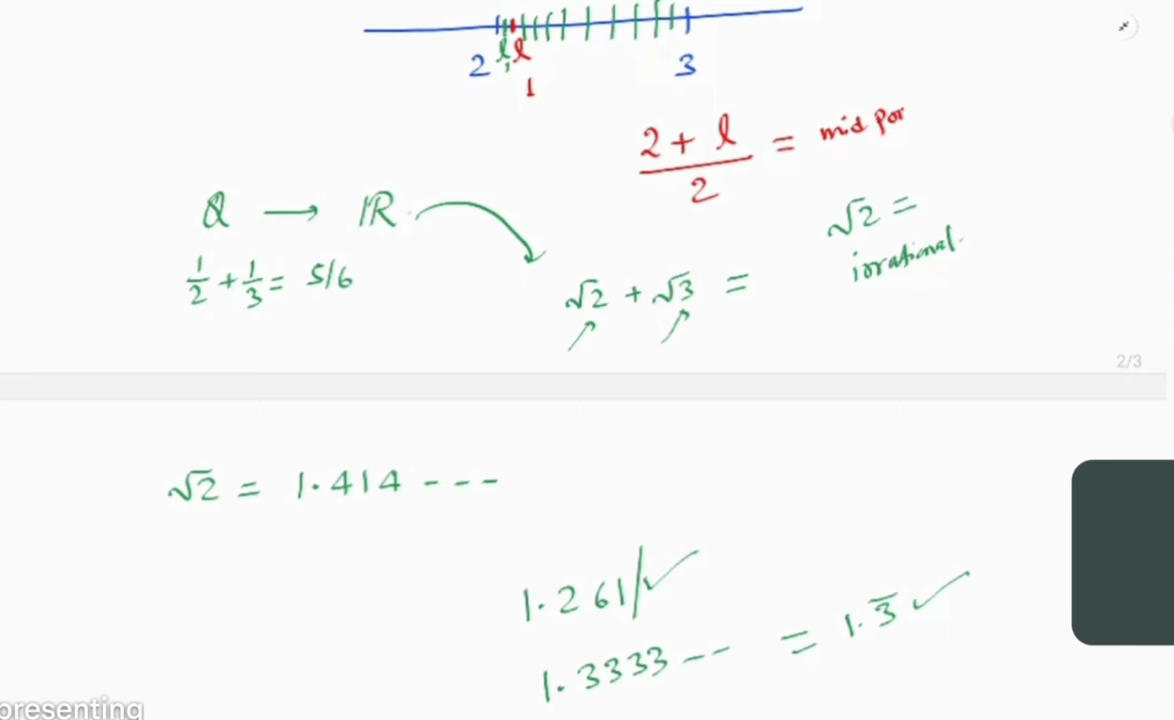 2 l, l 3
1
2 + l / 2 = mid por
Q → ℝ
√2 =
irrational.
1/2 + 1/3 = 5/6
√2 + √3 =
2/3
√2 = 1.414 ---
1.261/
1.3333-- = 1.3̅
presenting